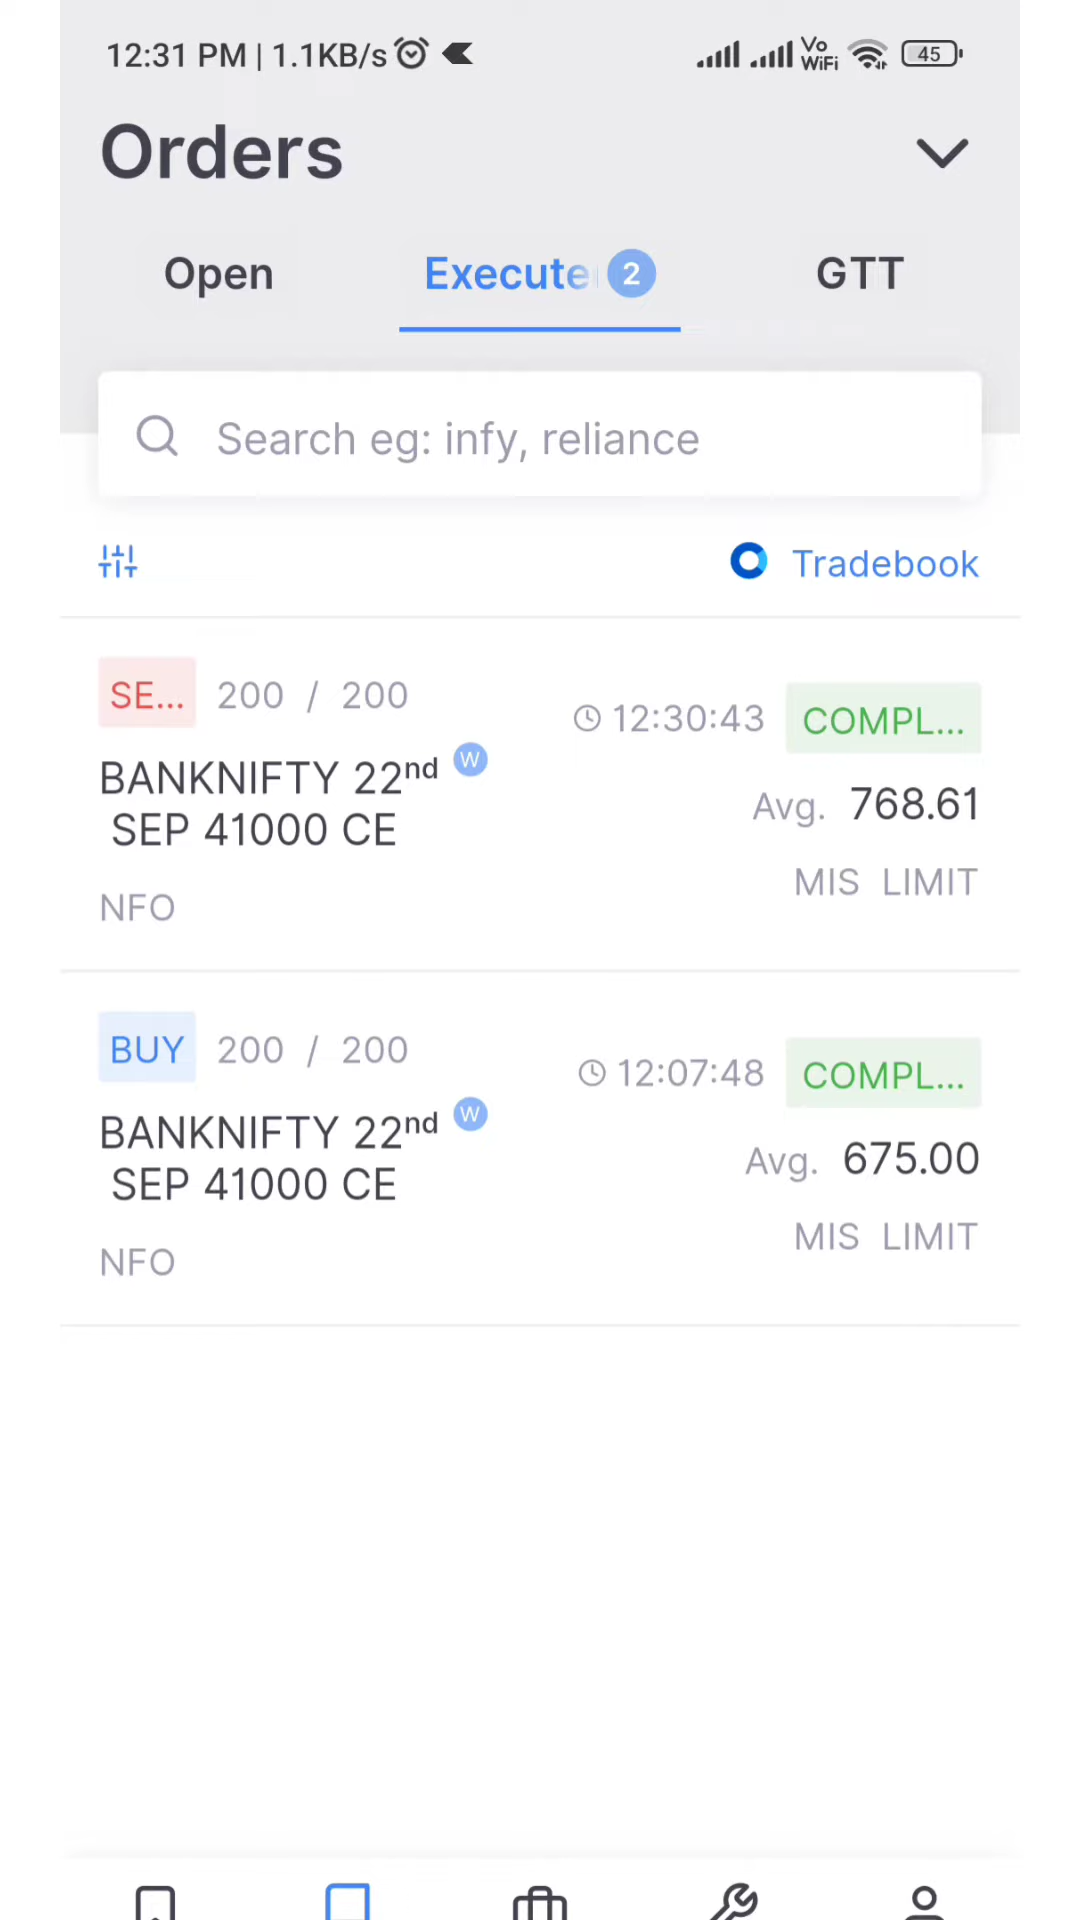 12:31 PM | 1.1KB/s Vo WiFi 45
Orders
Open Execute 2 GTT
Search eg: infy, reliance
Tradebook
SE... 200 / 200 12:30:43 COMPL...
BANKNIFTY 22nd W
SEP 41000 CE
Avg. 768.61
NFO
MIS LIMIT
BUY 200 / 200 12:07:48 COMPL...
BANKNIFTY 22nd W
SEP 41000 CE
Avg. 675.00
NFO
MIS LIMIT